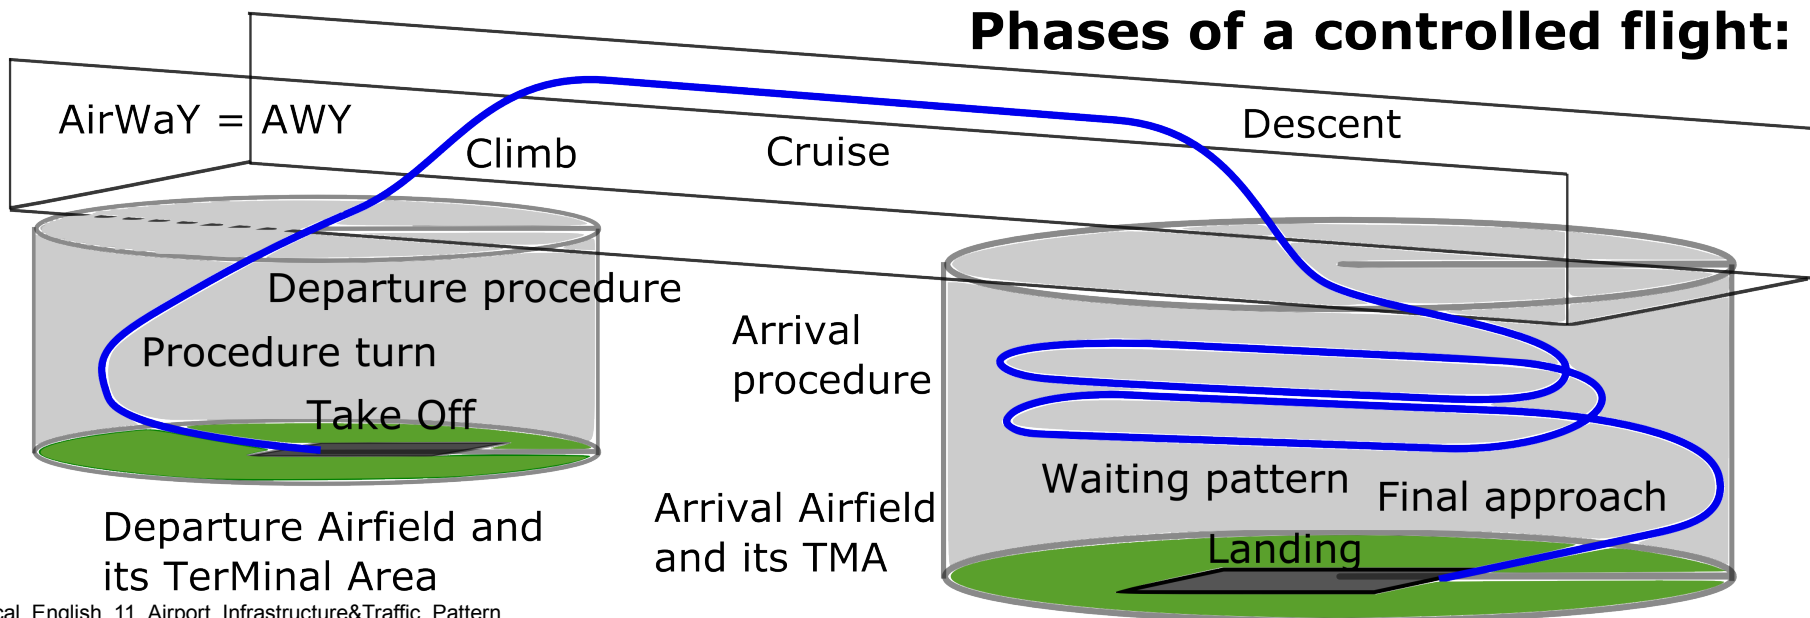 Phases of a controlled flight:
AirWaY = AWY
Climb
Cruise
Descent
Departure procedure
Procedure turn
Take Off
Departure Airfield and
its TerMinal Area
Arrival
procedure
Arrival Airfield
and its TMA
Waiting pattern
Final approach
Landing
English 11 Airport Infrastructure&Traffic Pattern